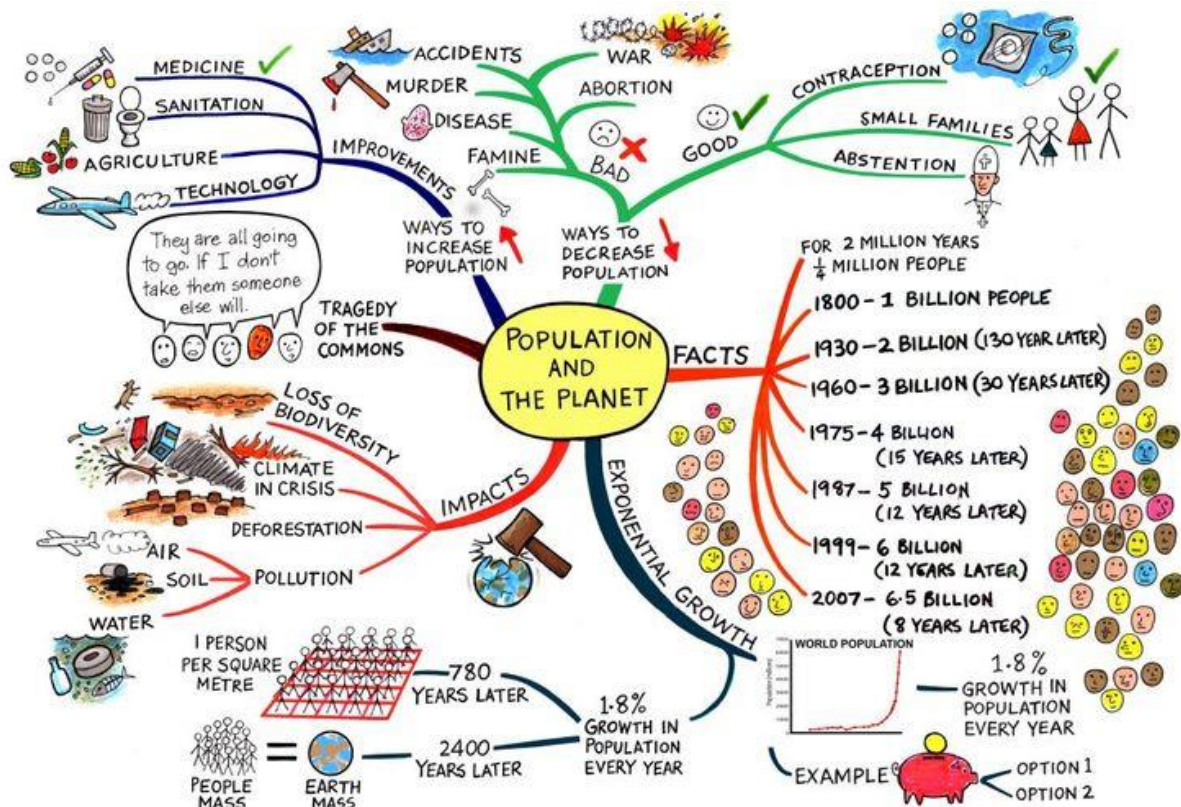 POPULATION
AND
THE PLANET
WAYS TO
INCREASE
POPULATION
IMPROVEMENTS
MEDICINE
SANITATION
AGRICULTURE
TECHNOLOGY
WAYS TO
DECREASE
POPULATION
BAD
ACCIDENTS
MURDER
DISEASE
FAMINE
WAR
ABORTION
GOOD
CONTRACEPTION
SMALL FAMILIES
ABSTENTION
FACTS
FOR 2 MILLION YEARS
1/4 MILLION PEOPLE
1800 - 1 BILLION PEOPLE
1930 - 2 BILLION (130 YEAR LATER)
1960 - 3 BILLION (30 YEARS LATER)
1975 - 4 BILLION
(15 YEARS LATER)
1987 - 5 BILLION
(12 YEARS LATER)
1999 - 6 BILLION
(12 YEARS LATER)
2007 - 6.5 BILLION
(8 YEARS LATER)
EXPONENTIAL GROWTH
WORLD POPULATION
Population (millions)
1.8%
GROWTH IN
POPULATION
EVERY YEAR
EXAMPLE
OPTION 1
OPTION 2
1.8%
GROWTH IN
POPULATION
EVERY YEAR
780
YEARS LATER
1 PERSON
PER SQUARE
METRE
2400
YEARS LATER
PEOPLE
MASS
=
EARTH
MASS
IMPACTS
LOSS OF
BIODIVERSITY
CLIMATE
IN CRISIS
DEFORESTATION
POLLUTION
AIR
SOIL
WATER
TRAGEDY
OF THE
COMMONS
They are all going
to go. If I don't
take them someone
else will.